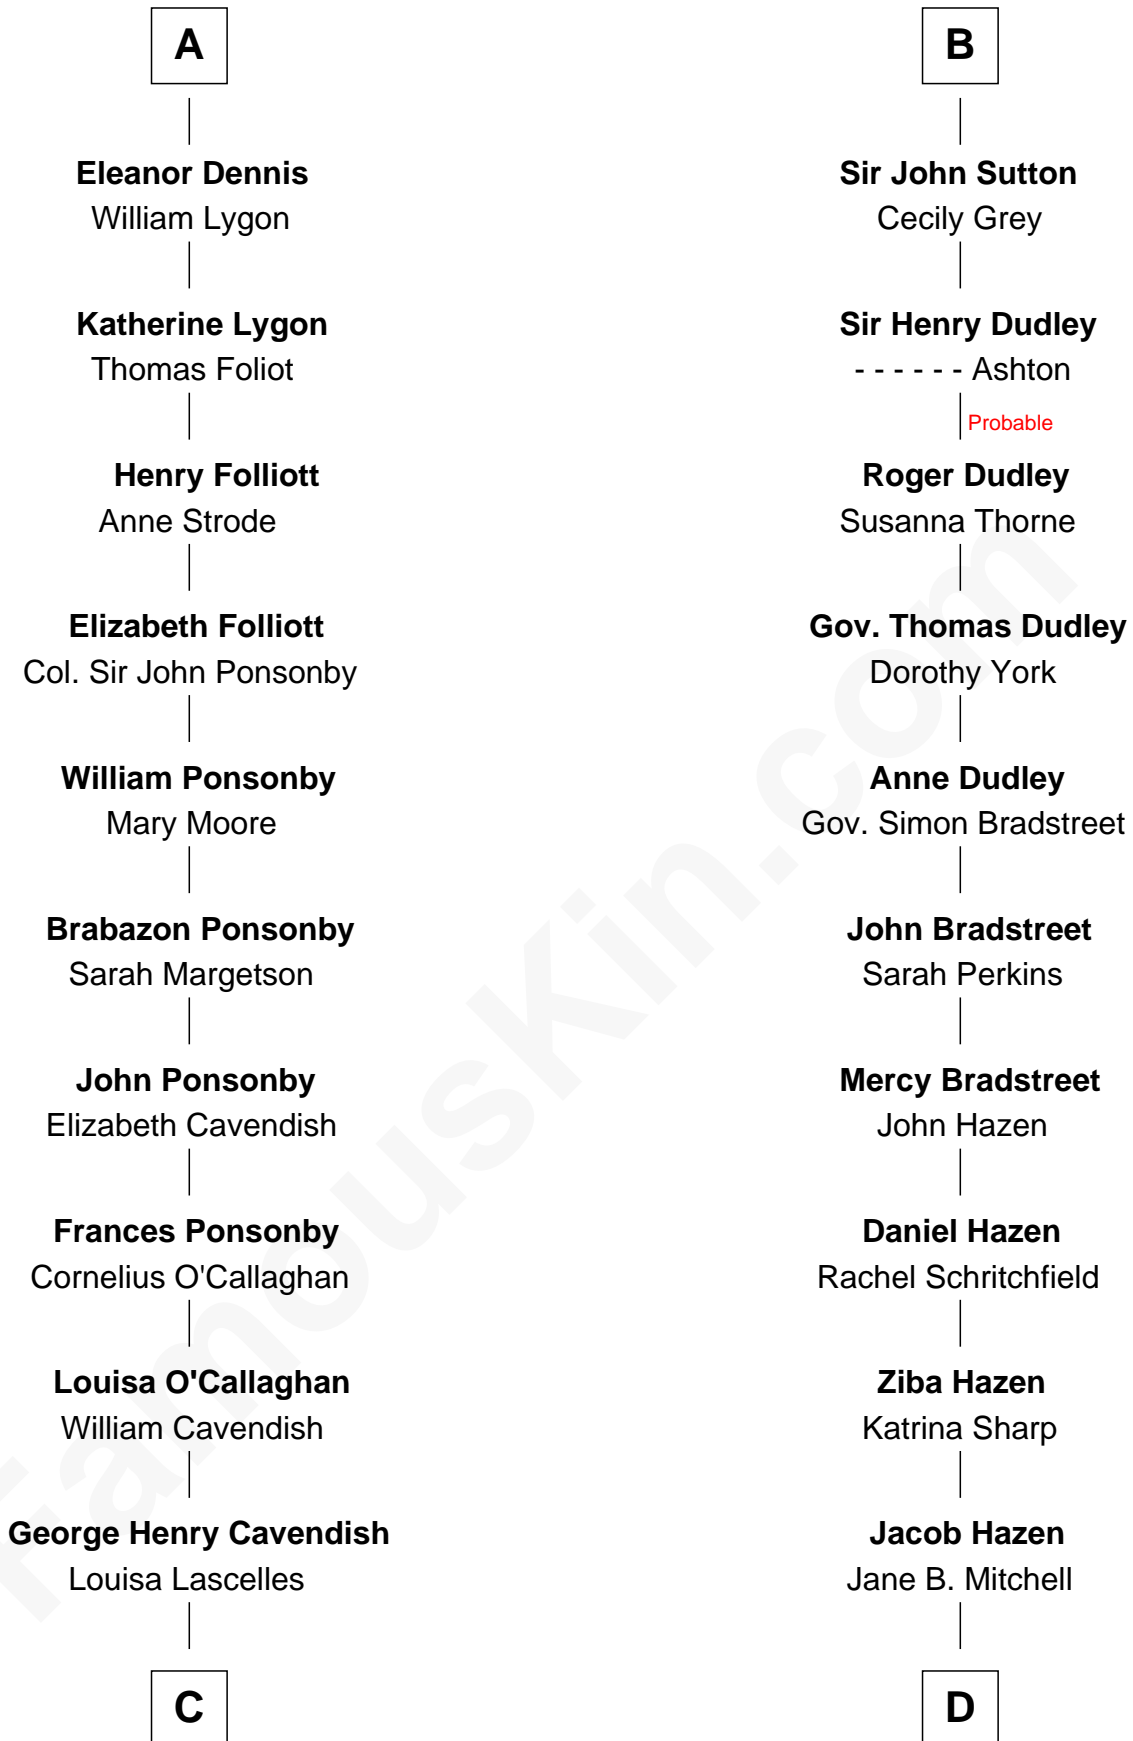 A
Eleanor Dennis
William Lygon
Katherine Lygon
Thomas Foliot
Henry Folliott
Anne Strode
Elizabeth Folliott
Col. Sir John Ponsonby
William Ponsonby
Mary Moore
Brabazon Ponsonby
Sarah Margetson
John Ponsonby
Elizabeth Cavendish
Frances Ponsonby
Cornelius O'Callaghan
Louisa O'Callaghan
William Cavendish
George Henry Cavendish
Louisa Lascelles
C
B
Sir John Sutton
Cecily Grey
Sir Henry Dudley
- - - - - - Ashton
Probable
Roger Dudley
Susanna Thorne
Gov. Thomas Dudley
Dorothy York
Anne Dudley
Gov. Simon Bradstreet
John Bradstreet
Sarah Perkins
Mercy Bradstreet
John Hazen
Daniel Hazen
Rachel Schritchfield
Ziba Hazen
Katrina Sharp
Jacob Hazen
Jane B. Mitchell
D
FamousKin.com